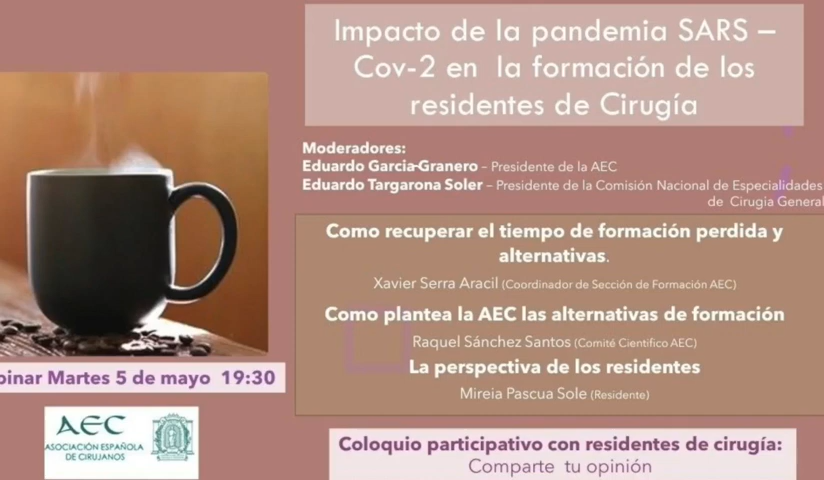 Impacto de la pandemia SARS –
Cov-2 en la formación de los
residentes de Cirugía
Moderadores:
Eduardo Garcia-Granero – Presidente de la AEC
Eduardo Targarona Soler – Presidente de la Comisión Nacional de Especialidades
de Cirugia General
Como recuperar el tiempo de formación perdida y
alternativas.
Xavier Serra Aracil (Coordinador de Sección de Formación AEC)
Como plantea la AEC las alternativas de formación
Raquel Sánchez Santos (Comité Cientifico AEC)
La perspectiva de los residentes
Mireia Pascua Sole (Residente)
Martes 5 de mayo 19:30
AEC
ASOCIACIÓN ESPAÑOLA
DE CIRUJANOS
Coloquio participativo con residentes de cirugía:
Comparte tu opinión